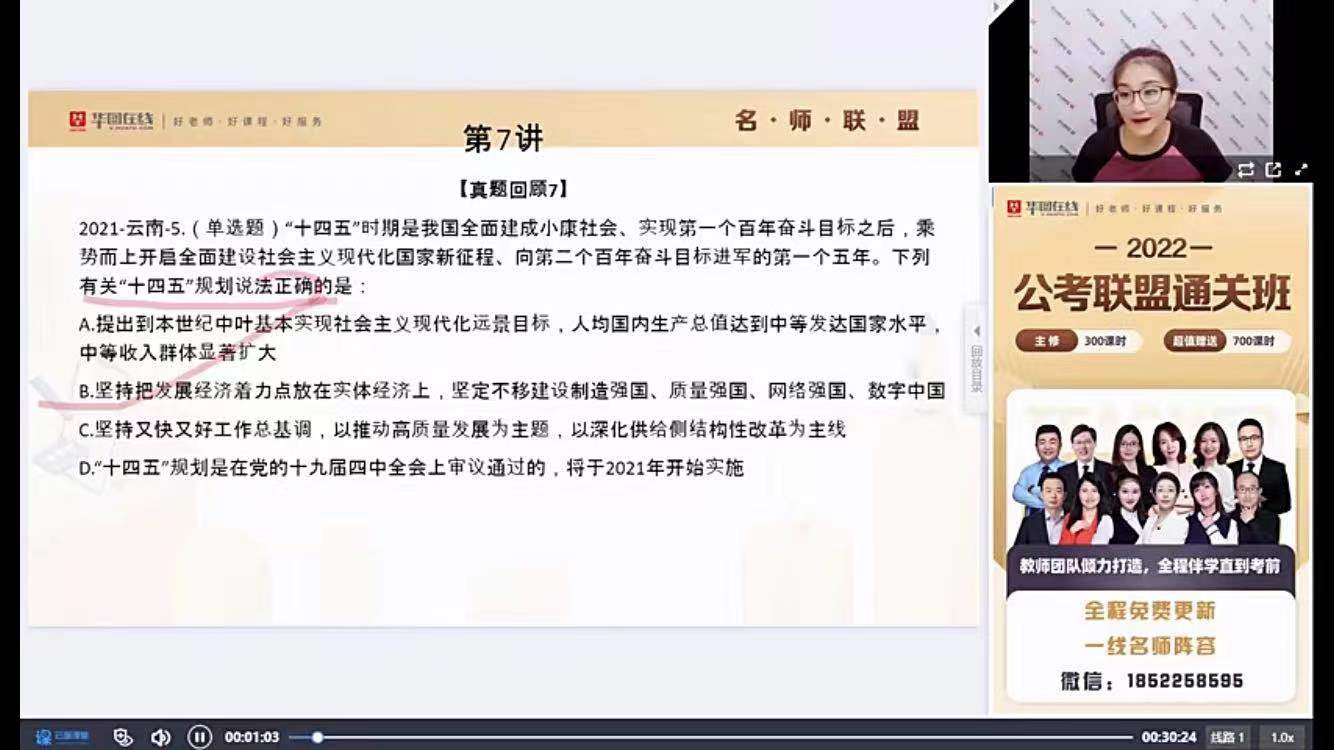 华图在线
V.HUATU.COM
好老师·好课程·好服务
名·师·联·盟
第7讲
【真题回顾7】
2021-云南-5.（单选题）“十四五”时期是我国全面建成小康社会、实现第一个百年奋斗目标之后，乘
势而上开启全面建设社会主义现代化国家新征程、向第二个百年奋斗目标进军的第一个五年。下列
有关“十四五”规划说法正确的是：
A.提出到本世纪中叶基本实现社会主义现代化远景目标，人均国内生产总值达到中等发达国家水平，
中等收入群体显著扩大
B.坚持把发展经济着力点放在实体经济上，坚定不移建设制造强国、质量强国、网络强国、数字中国
C.坚持又快又好工作总基调，以推动高质量发展为主题，以深化供给侧结构性改革为主线
D.“十四五”规划是在党的十九届四中全会上审议通过的，将于2021年开始实施
回放目录
华图在线
好老师·好课程·好服务
2022
公考联盟通关班
主修 300课时 超值赠送 700课时
教师团队倾力打造，全程伴学直到考前
全程免费更新
一线名师阵容
微信：1852258595
00:01:03
00:30:24
线路 1
1.0x